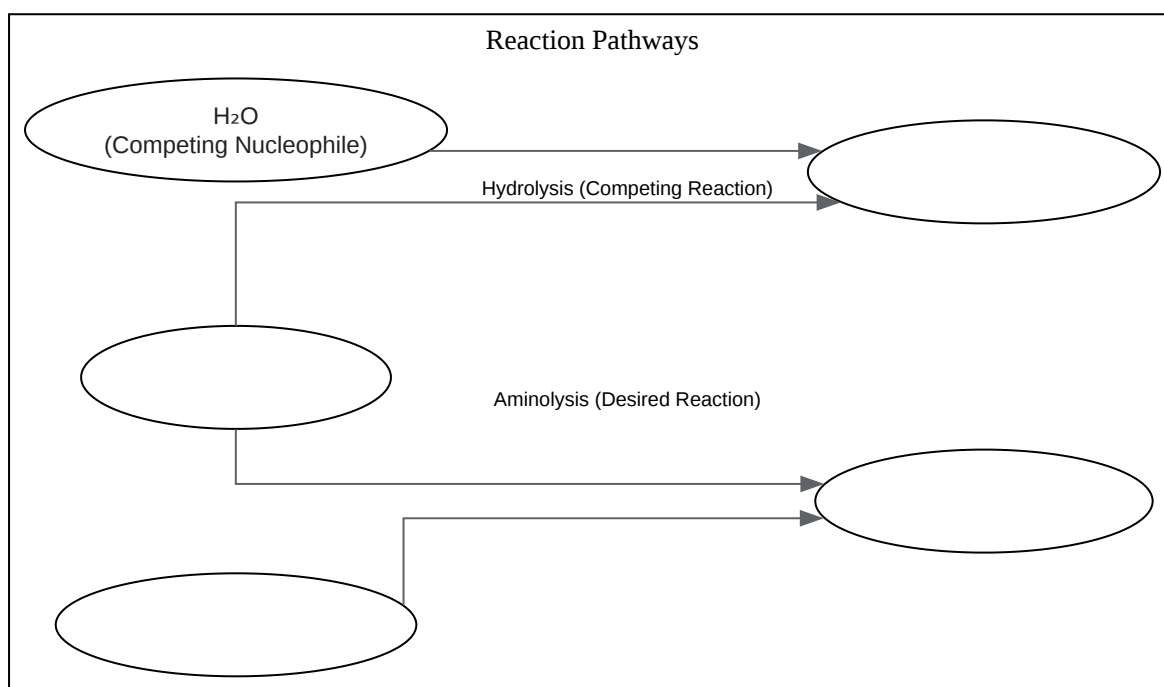 Reaction Pathways
H₂O
(Competing Nucleophile)
Hydrolysis (Competing Reaction)
Aminolysis (Desired Reaction)